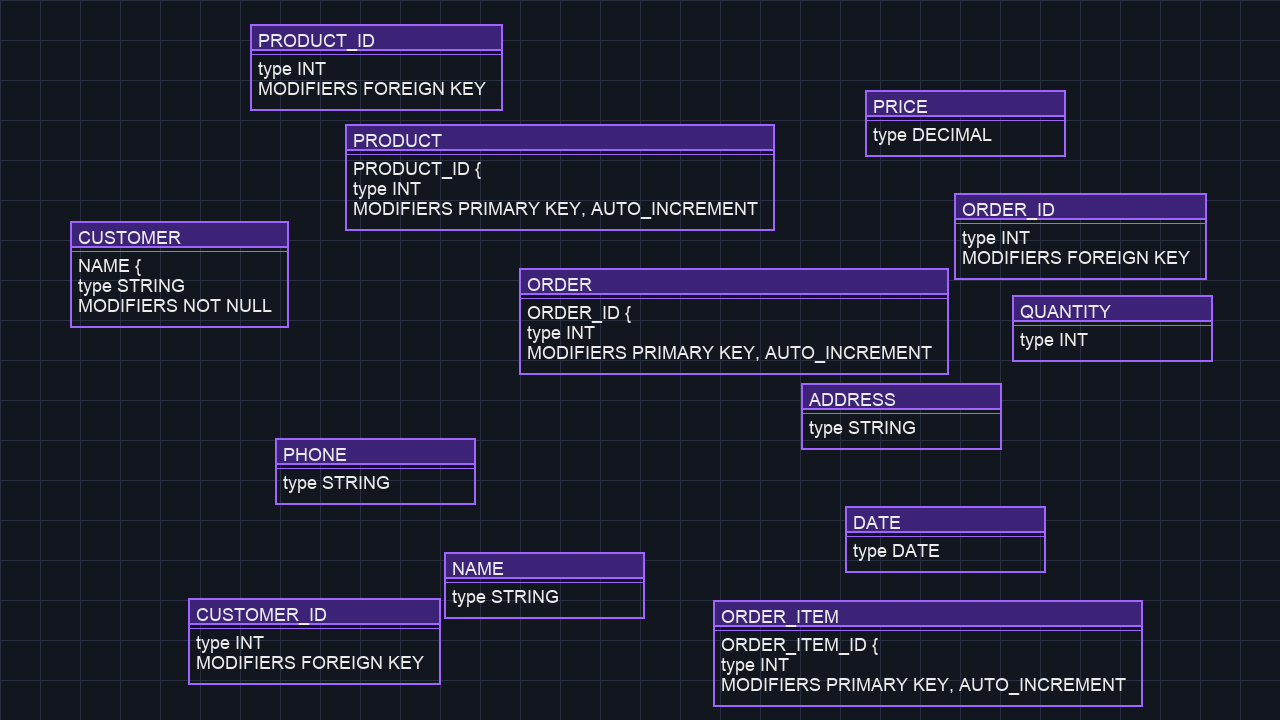 PRODUCT_ID
type INT
MODIFIERS FOREIGN KEY
PRICE
type DECIMAL
PRODUCT
PRODUCT_ID {
type INT
MODIFIERS PRIMARY KEY, AUTO_INCREMENT
ORDER_ID
type INT
MODIFIERS FOREIGN KEY
CUSTOMER
NAME {
type STRING
MODIFIERS NOT NULL
ORDER
ORDER_ID {
type INT
MODIFIERS PRIMARY KEY, AUTO_INCREMENT
QUANTITY
type INT
ADDRESS
type STRING
PHONE
type STRING
DATE
type DATE
NAME
type STRING
CUSTOMER_ID
type INT
MODIFIERS FOREIGN KEY
ORDER_ITEM
ORDER_ITEM_ID {
type INT
MODIFIERS PRIMARY KEY, AUTO_INCREMENT